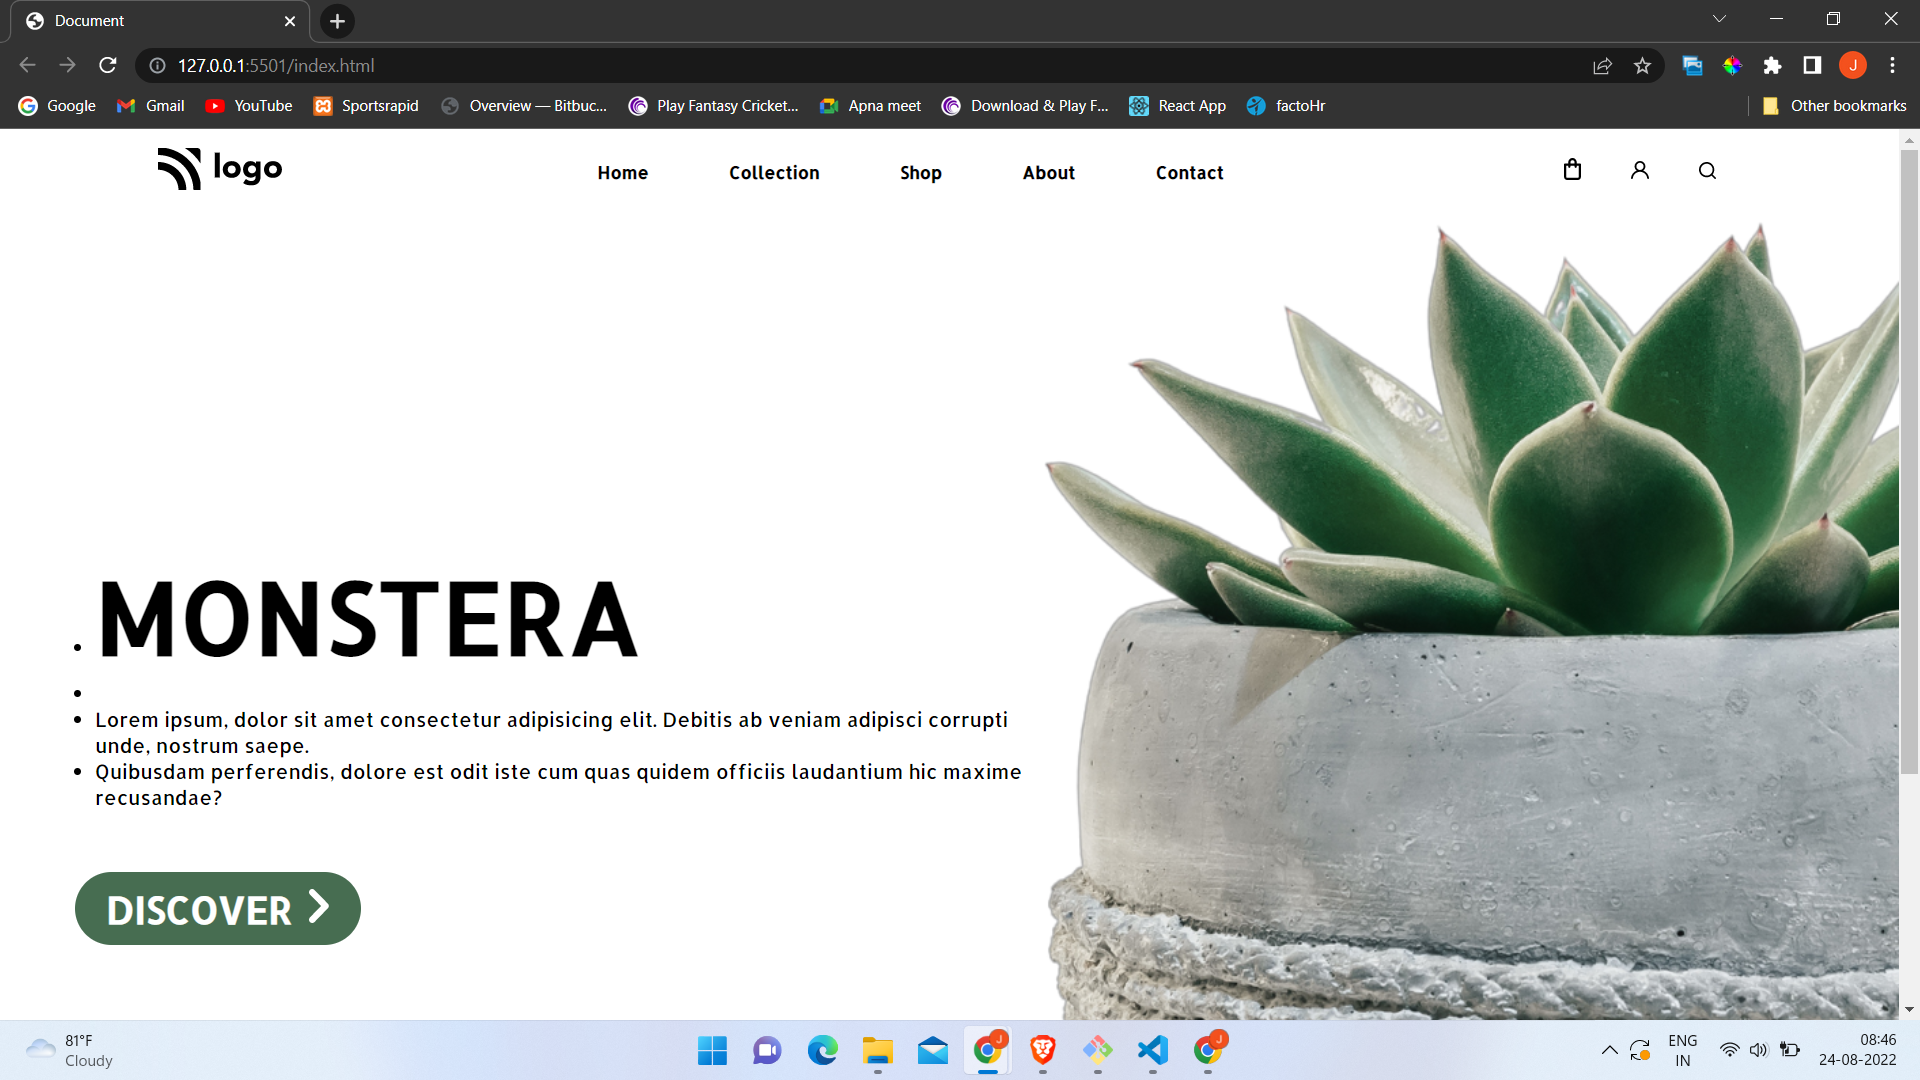 Document
127.0.0.1:5501/index.html
J
Google
Gmail
YouTube
Sportsrapid
Overview — Bitbuc...
Play Fantasy Cricket...
Apna meet
Download & Play F...
React App
factoHr
Other bookmarks
logo
Home
Collection
Shop
About
Contact
MONSTERA
Lorem ipsum, dolor sit amet consectetur adipisicing elit. Debitis ab veniam adipisci corrupti
unde, nostrum saepe.
Quibusdam perferendis, dolore est odit iste cum quas quidem officiis laudantium hic maxime
recusandae?
DISCOVER
81°F
Cloudy
J
J
ENG
IN
08:46
24-08-2022